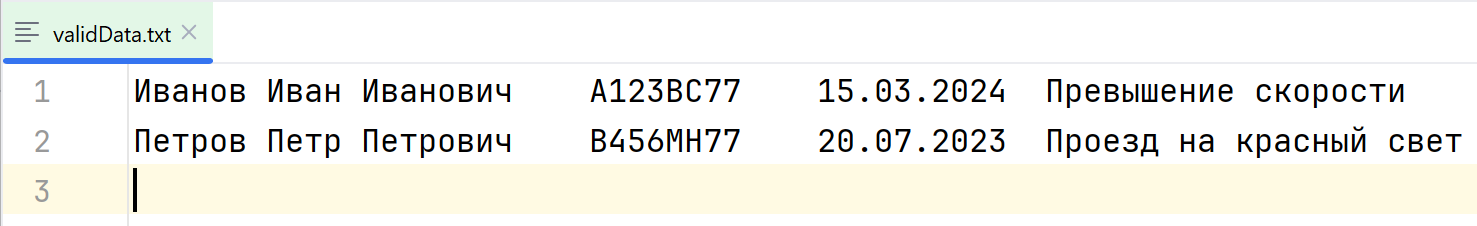 validData.txt
1 Иванов Иван Иванович А123ВС77 15.03.2024 Превышение скорости
2 Петров Петр Петрович В456МН77 20.07.2023 Проезд на красный свет
3